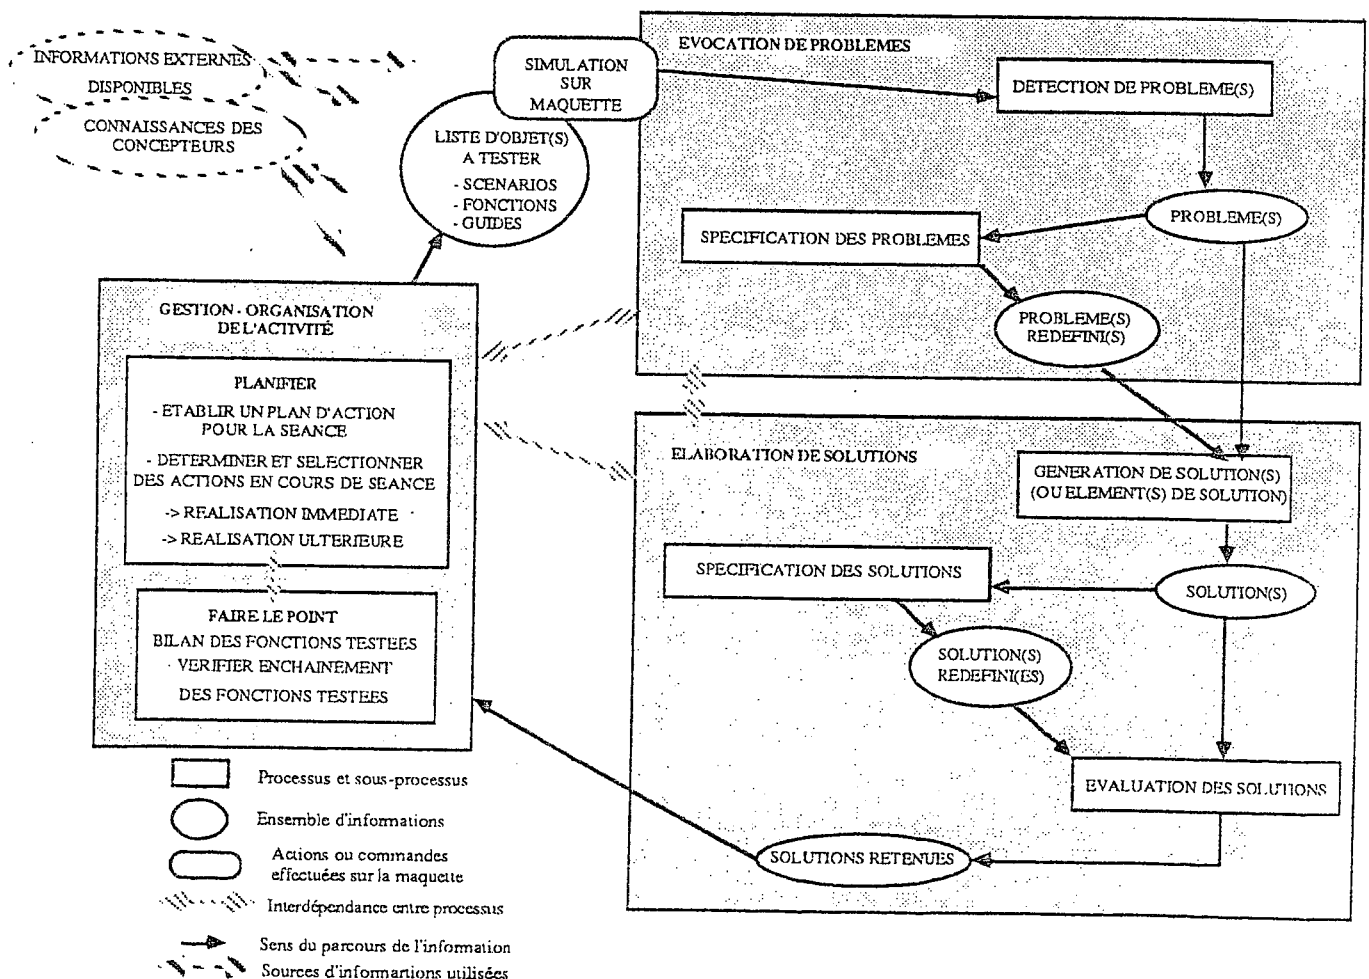 INFORMATIONS EXTERNES
DISPONIBLES
CONNAISSANCES DES
CONCEPTEURS
SIMULATION
SUR
MAQUETTE
LISTE D'OBJET(S)
A TESTER
- SCENARIOS
- FONCTIONS
- GUIDES
EVOCATION DE PROBLEMES
DETECTION DE PROBLEME(S)
PROBLEME(S)
SPECIFICATION DES PROBLEMES
PROBLEME(S)
REDEFINI(S)
GESTION - ORGANISATION
DE L'ACTIVITÉ
PLANIFIER
- ETABLIR UN PLAN D'ACTION
POUR LA SEANCE
- DETERMINER ET SELECTIONNER
DES ACTIONS EN COURS DE SEANCE
-> REALISATION IMMEDIATE
-> REALISATION ULTERIEURE
FAIRE LE POINT
BILAN DES FONCTIONS TESTEES
- VERIFIER ENCHAINEMENT
DES FONCTIONS TESTEES
ELABORATION DE SOLUTIONS
GENERATION DE SOLUTION(S)
(OU ELEMENT(S) DE SOLUTION)
SOLUTION(S)
SPECIFICATION DES SOLUTIONS
SOLUTION(S)
REDEFINI(ES)
EVALUATION DES SOLUTIONS
SOLUTIONS RETENUES
Processus et sous-processus
Ensemble d'informations
Actions ou commandes
effectuées sur la maquette
Interdépendance entre processus
Sens du parcours de l'information
Sources d'informartions utilisées